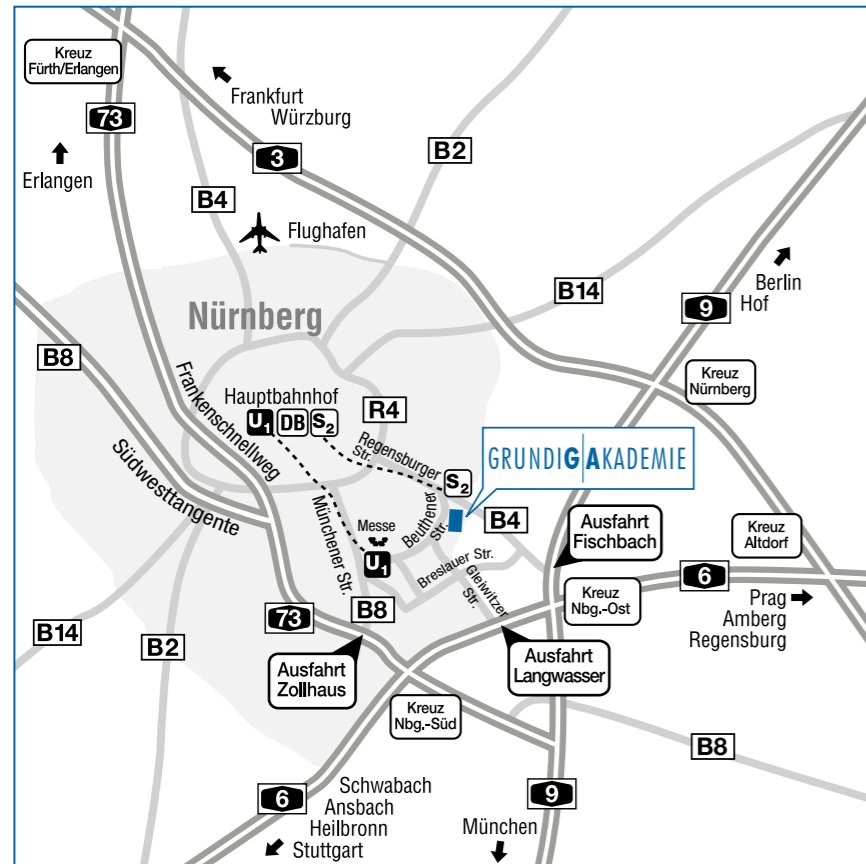 Kreuz
Fürth/Erlangen
73
Erlangen
Frankfurt
Würzburg
3
B2
B4
Flughafen
B14
Berlin
Hof
9
Nürnberg
B8
Kreuz
Nürnberg
Hauptbahnhof
U1 DB S2
R4
Frankenschnellweg
Südwesttangente
Regensburger
Str.
S2
GRUNDIG AKADEMIE
Münchener Str.
Messe
U1
Beuthener
Str.
B4
Ausfahrt
Fischbach
Kreuz
Altdorf
Breslauer Str.
Gleiwitzer
Str.
Kreuz
Nbg.-Ost
6
Prag
Amberg
Regensburg
B8
73
B14
B2
Ausfahrt
Zollhaus
Ausfahrt
Langwasser
Kreuz
Nbg.-Süd
B8
6
Schwabach
Ansbach
Heilbronn
Stuttgart
München
9